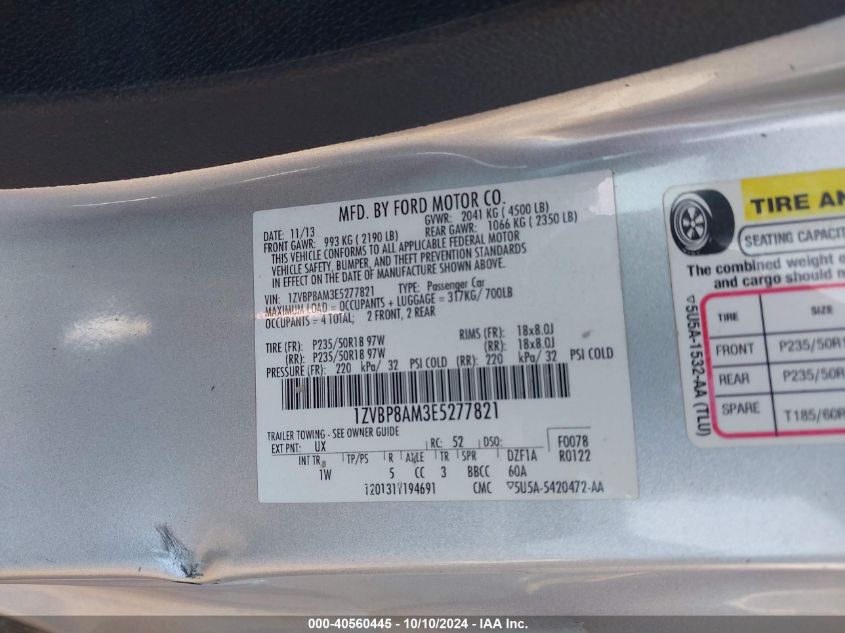 MFD. BY FORD MOTOR CO.
DATE: 11/13 GVWR: 2041 KG ( 4500 LB)
FRONT GAWR: 993 KG ( 2190 LB) REAR GAWR: 1066 KG ( 2350 LB)
THIS VEHICLE CONFORMS TO ALL APPLICABLE FEDERAL MOTOR
VEHICLE SAFETY, BUMPER, AND THEFT PREVENTION STANDARDS
IN EFFECT ON THE DATE OF MANUFACTURE SHOWN ABOVE.
VIN: 1ZVBP8AM3E5277821 TYPE: Passenger Car
MAXIMUM LOAD = OCCUPANTS + LUGGAGE = 317KG/ 700LB
OCCUPANTS = 4 TOTAL; 2 FRONT, 2 REAR
TIRE (FR): P235/50R18 97W RIMS (FR): 18x8.0J
(RR): P235/50R18 97W (RR): 18x8.0J
PRESSURE (FR): 220 kPa/ 32 PSI COLD (RR): 220 kPa/ 32 PSI COLD
1ZVBP8AM3E5277821
TRAILER TOWING - SEE OWNER GUIDE
EXT PNT: UX RC: 52 DSO: F0078
INT TR TP/PS R AXLE TR SPR DZF1A R0122
1W 5 CC 3 BBCC 60A
12013 194691 CMC ▽5U5A-5420472-AA
TIRE AN
SEATING CAPACIT
The combined weight o
and cargo should n
TIRE SIZE
FRONT P235/50R1
REAR P235/50R
SPARE T185/60R
▽5U5A-1532-AA (TLU)
000-40560445 - 10/10/2024 - IAA Inc.